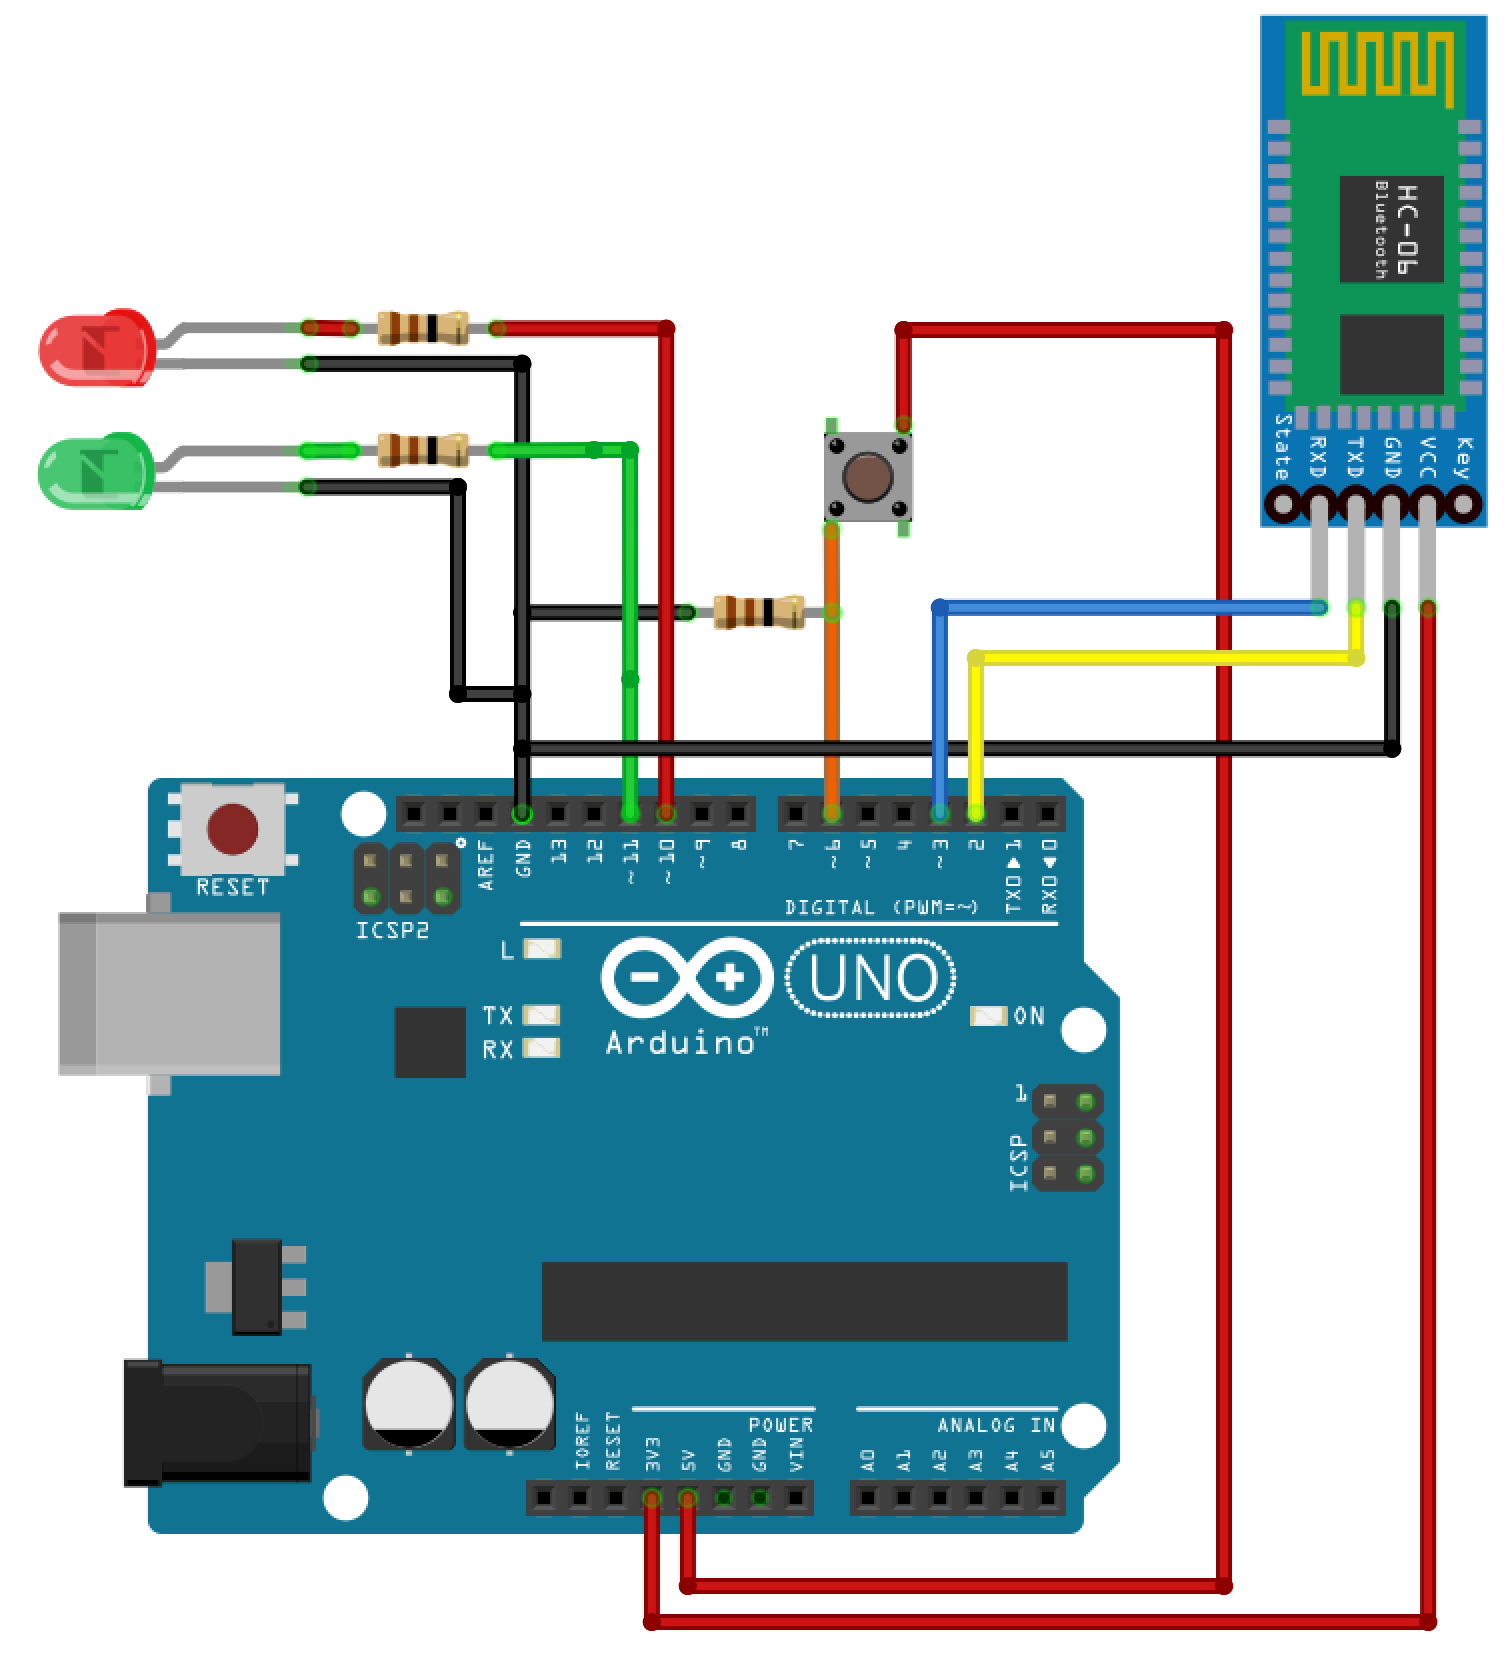 HC-06
Bluetooth
State
RXD
TXD
GND
VCC
Key
RESET
ICSP2
AREF
GND
13
12
~11
~10
~9
8
7
~6
~5
4
~3
2
TX0▶1
RX0◀0
DIGITAL (PWM=~)
L
TX
RX
Arduino™
UNO
ON
1
ICSP
IOREF
RESET
3V3
5V
GND
GND
VIN
POWER
ANALOG IN
A0
A1
A2
A3
A4
A5